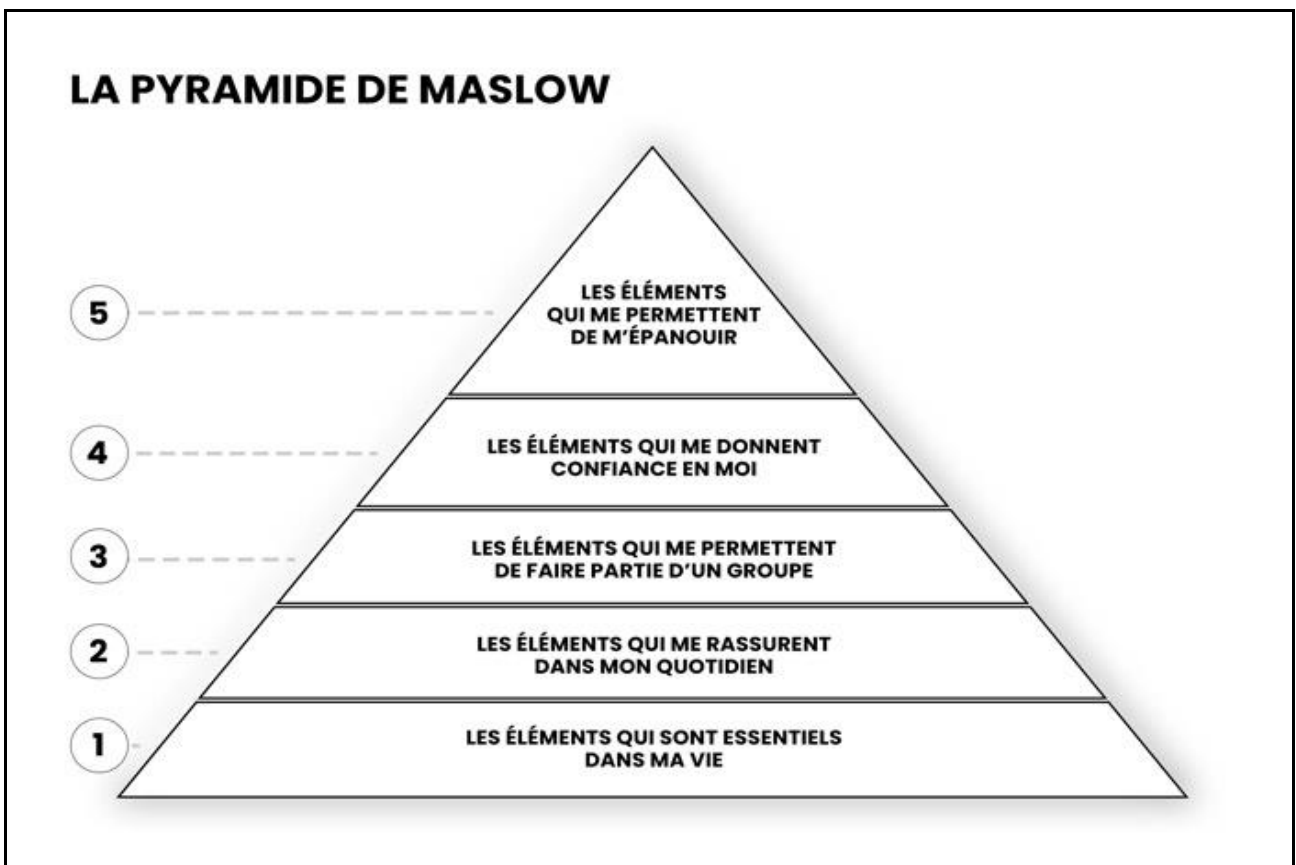 LA PYRAMIDE DE MASLOW
5
LES ÉLÉMENTS
QUI ME PERMETTENT
DE M'ÉPANOUIR
4
LES ÉLÉMENTS QUI ME DONNENT
CONFIANCE EN MOI
3
LES ÉLÉMENTS QUI ME PERMETTENT
DE FAIRE PARTIE D'UN GROUPE
2
LES ÉLÉMENTS QUI ME RASSURENT
DANS MON QUOTIDIEN
1
LES ÉLÉMENTS QUI SONT ESSENTIELS
DANS MA VIE